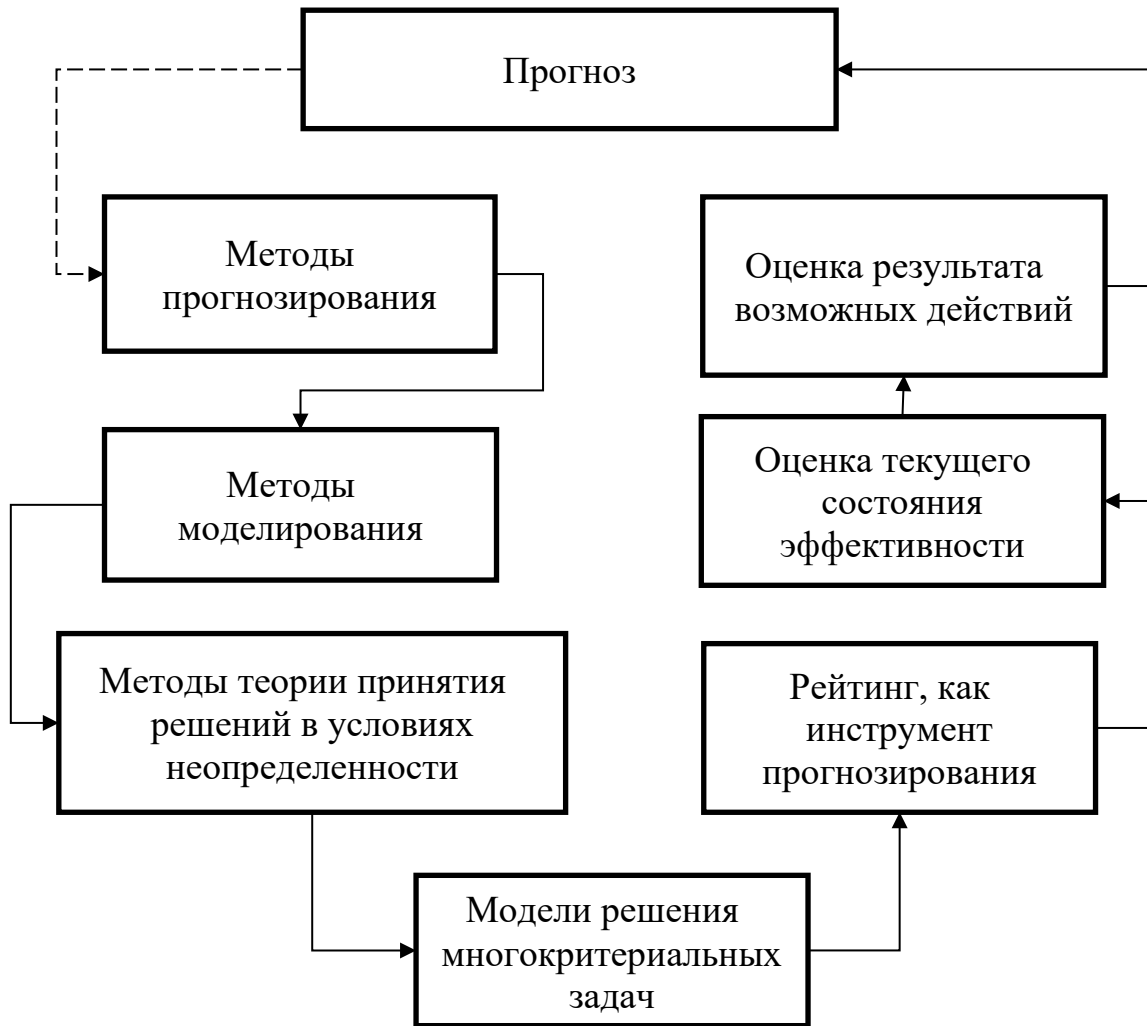 Прогноз
Методы
прогнозирования
Оценка результата
возможных действий
Методы
моделирования
Оценка текущего
состояния
эффективности
Методы теории принятия
решений в условиях
неопределенности
Рейтинг, как
инструмент
прогнозирования
Модели решения
многокритериальных
задач